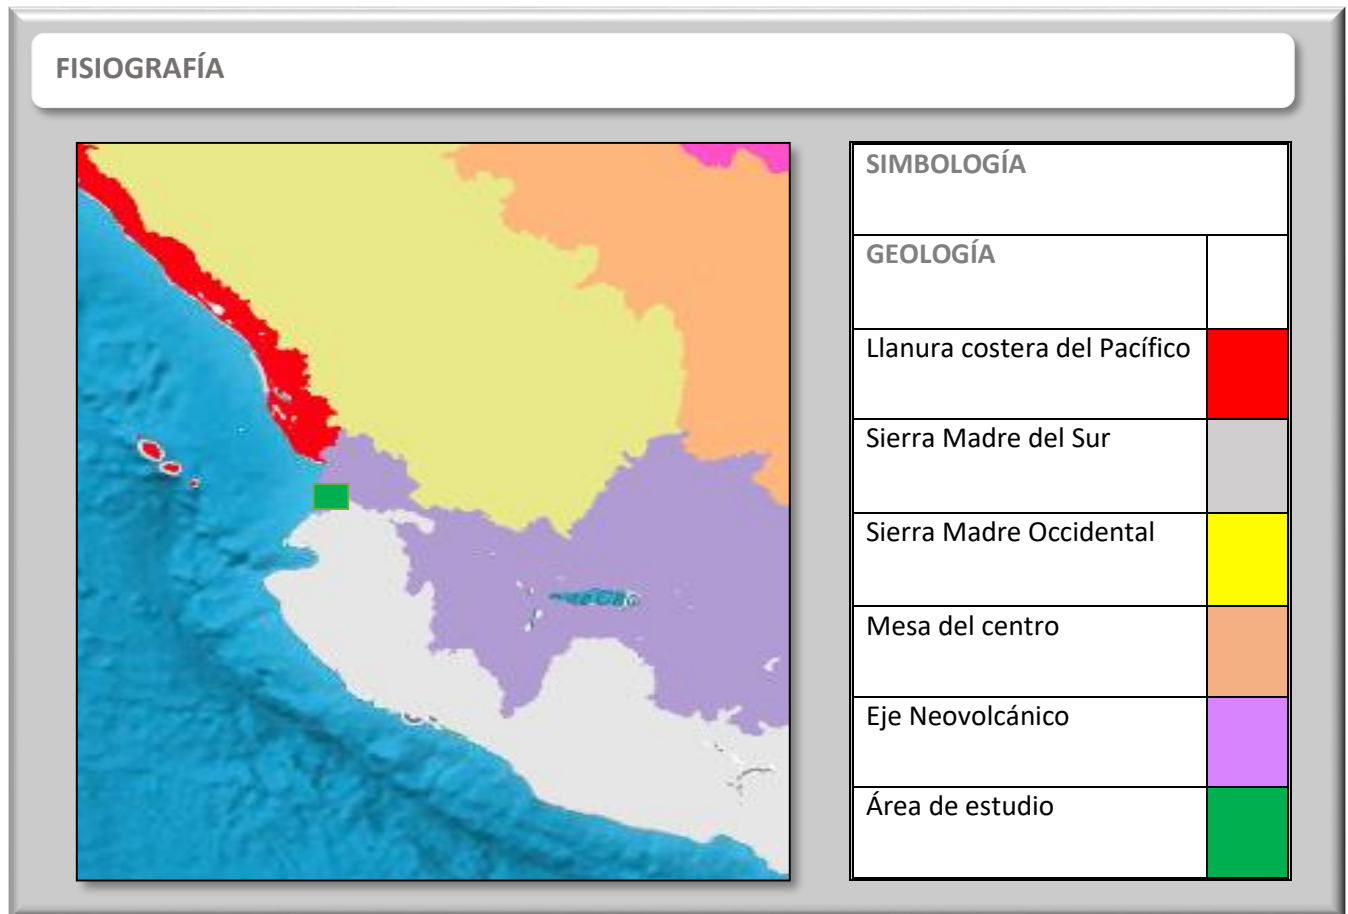 FISIOGRAFÍA
SIMBOLOGÍA
GEOLOGÍA
Llanura costera del Pacífico
Sierra Madre del Sur
Sierra Madre Occidental
Mesa del centro
Eje Neovolcánico
Área de estudio